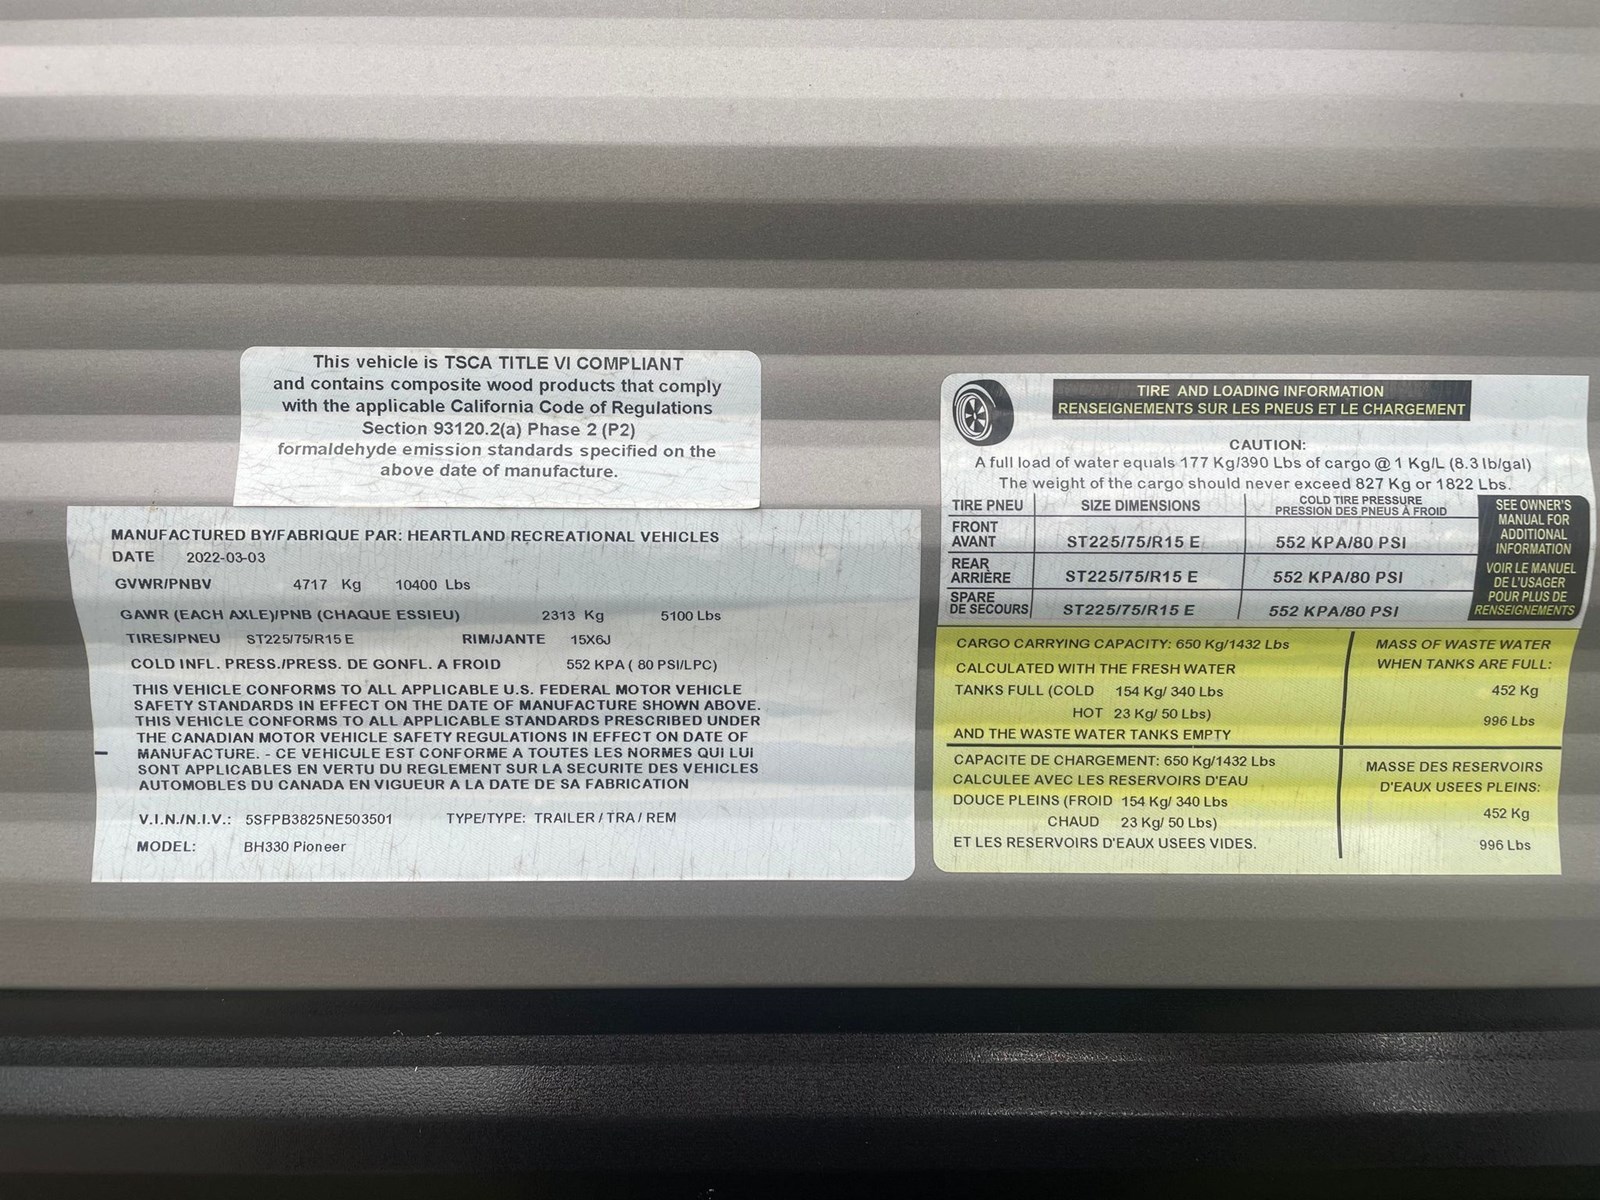 This vehicle is TSCA TITLE VI COMPLIANT
and contains composite wood products that comply
with the applicable California Code of Regulations
Section 93120.2(a) Phase 2 (P2)
formaldehyde emission standards specified on the
above date of manufacture.
MANUFACTURED BY/FABRIQUE PAR: HEARTLAND RECREATIONAL VEHICLES
DATE 2022-03-03
GVWR/PNBV 4717 Kg 10400 Lbs
GAWR (EACH AXLE)/PNB (CHAQUE ESSIEU) 2313 Kg 5100 Lbs
TIRES/PNEU ST225/75/R15 E RIM/JANTE 15X6J
COLD INFL. PRESS./PRESS. DE GONFL. A FROID 552 KPA ( 80 PSI/LPC)
THIS VEHICLE CONFORMS TO ALL APPLICABLE U.S. FEDERAL MOTOR VEHICLE
SAFETY STANDARDS IN EFFECT ON THE DATE OF MANUFACTURE SHOWN ABOVE.
THIS VEHICLE CONFORMS TO ALL APPLICABLE STANDARDS PRESCRIBED UNDER
THE CANADIAN MOTOR VEHICLE SAFETY REGULATIONS IN EFFECT ON DATE OF
MANUFACTURE. - CE VEHICULE EST CONFORME A TOUTES LES NORMES QUI LUI
SONT APPLICABLES EN VERTU DU REGLEMENT SUR LA SECURITE DES VEHICLES
AUTOMOBLES DU CANADA EN VIGUEUR A LA DATE DE SA FABRICATION
V.I.N./N.I.V.: 5SFPB3825NE503501 TYPE/TYPE: TRAILER / TRA / REM
MODEL: BH330 Pioneer
TIRE AND LOADING INFORMATION
RENSEIGNEMENTS SUR LES PNEUS ET LE CHARGEMENT
CAUTION:
A full load of water equals 177 Kg/390 Lbs of cargo @ 1 Kg/L (8.3 lb/gal)
The weight of the cargo should never exceed 827 Kg or 1822 Lbs.
TIRE PNEU SIZE DIMENSIONS COLD TIRE PRESSURE
PRESSION DES PNEUS À FROID
FRONT
AVANT ST225/75/R15 E 552 KPA/80 PSI
REAR
ARRIÈRE ST225/75/R15 E 552 KPA/80 PSI
SPARE
DE SECOURS ST225/75/R15 E 552 KPA/80 PSI
SEE OWNER'S
MANUAL FOR
ADDITIONAL
INFORMATION
VOIR LE MANUEL
DE L'USAGER
POUR PLUS DE
RENSEIGNEMENTS
CARGO CARRYING CAPACITY: 650 Kg/1432 Lbs
CALCULATED WITH THE FRESH WATER
TANKS FULL (COLD 154 Kg/ 340 Lbs
HOT 23 Kg/ 50 Lbs)
AND THE WASTE WATER TANKS EMPTY
MASS OF WASTE WATER
WHEN TANKS ARE FULL:
452 Kg
996 Lbs
CAPACITE DE CHARGEMENT: 650 Kg/1432 Lbs
CALCULEE AVEC LES RESERVOIRS D'EAU
DOUCE PLEINS (FROID 154 Kg/ 340 Lbs
CHAUD 23 Kg/ 50 Lbs)
ET LES RESERVOIRS D'EAUX USEES VIDES.
MASSE DES RESERVOIRS
D'EAUX USEES PLEINS:
452 Kg
996 Lbs